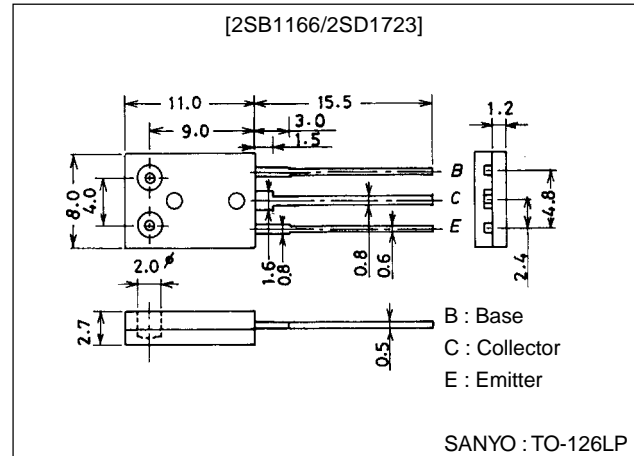 [2SB1166/2SD1723]
11.0
15.5
9.0
3.0
1.5
1.2
8.0
4.0
B
C
E
4.8
2.4
2.0 ø
1.6
0.8
0.8
0.6
2.7
0.5
B : Base
C : Collector
E : Emitter
SANYO : TO-126LP